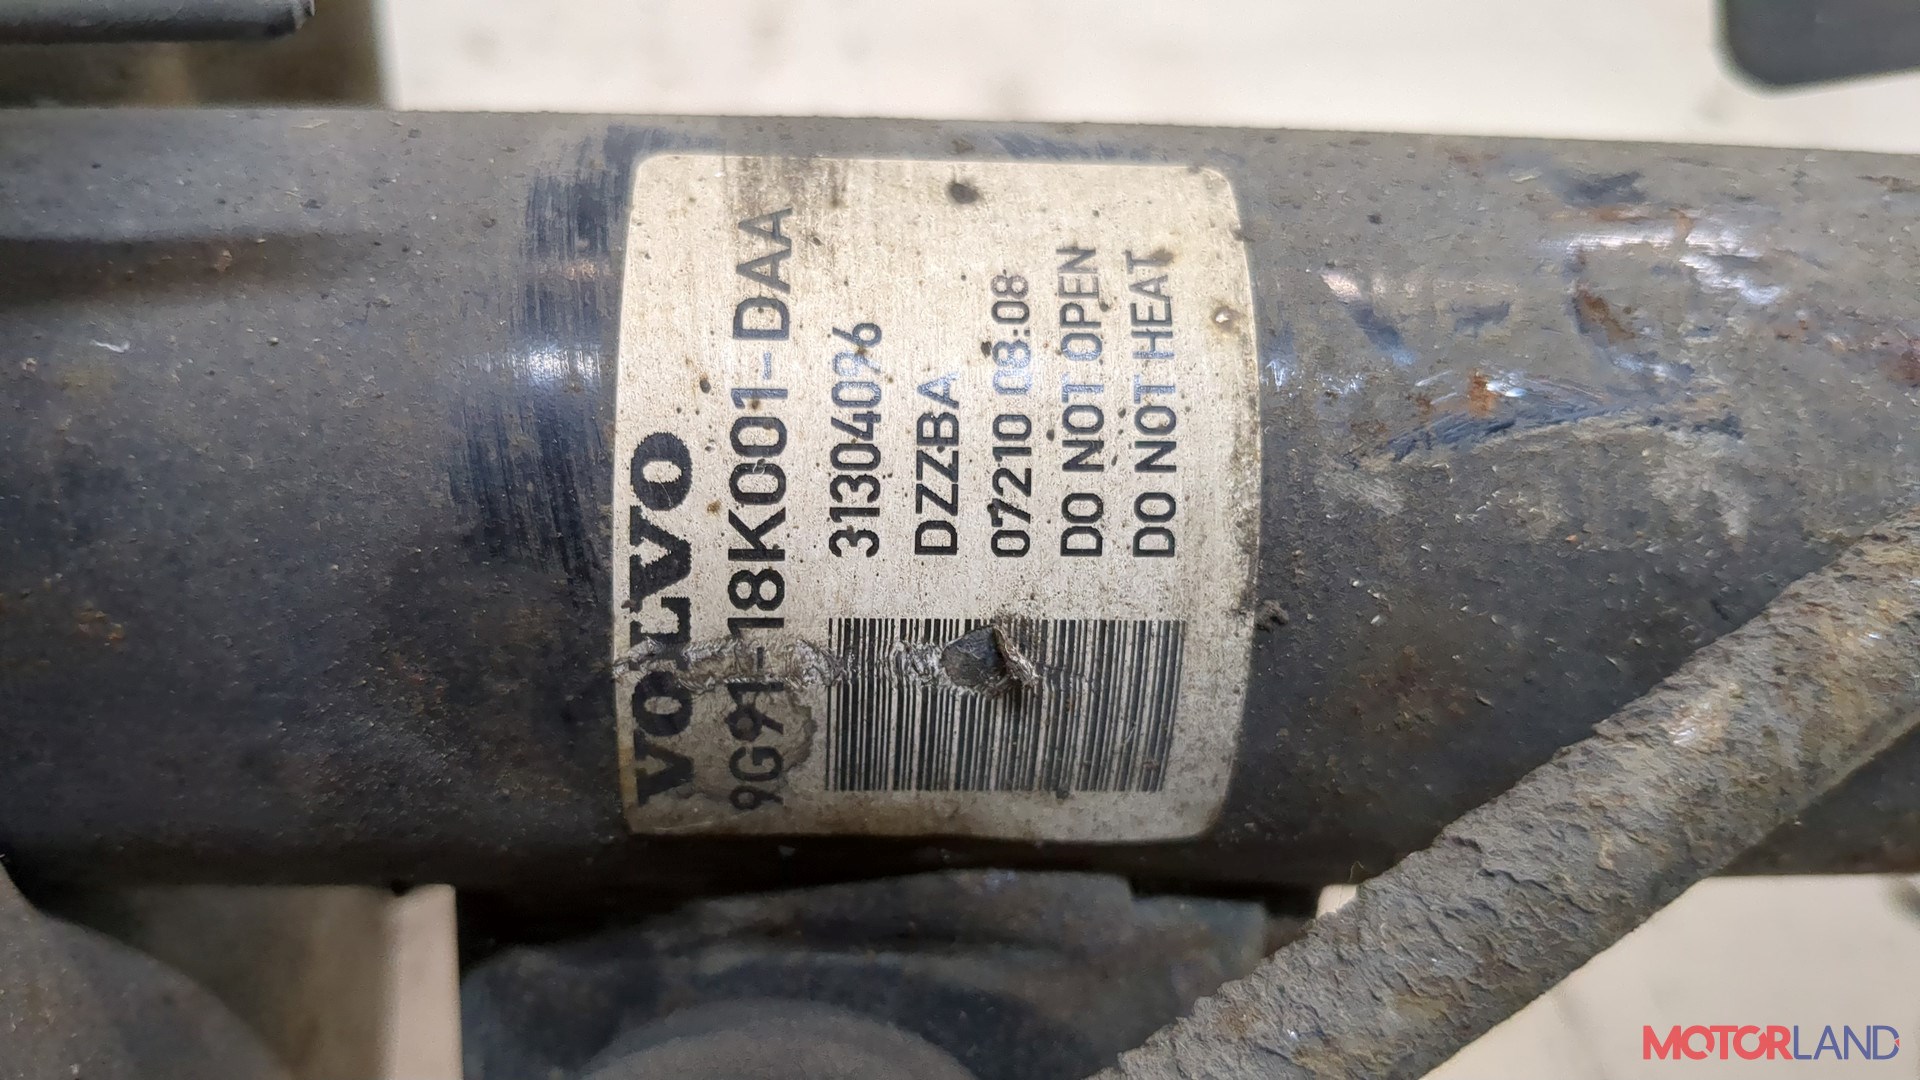 VOLVO
9G91-18K001-DAA
31304096
DZZBA
07210 08:08
DO NOT OPEN
DO NOT HEAT
MOTORLAND